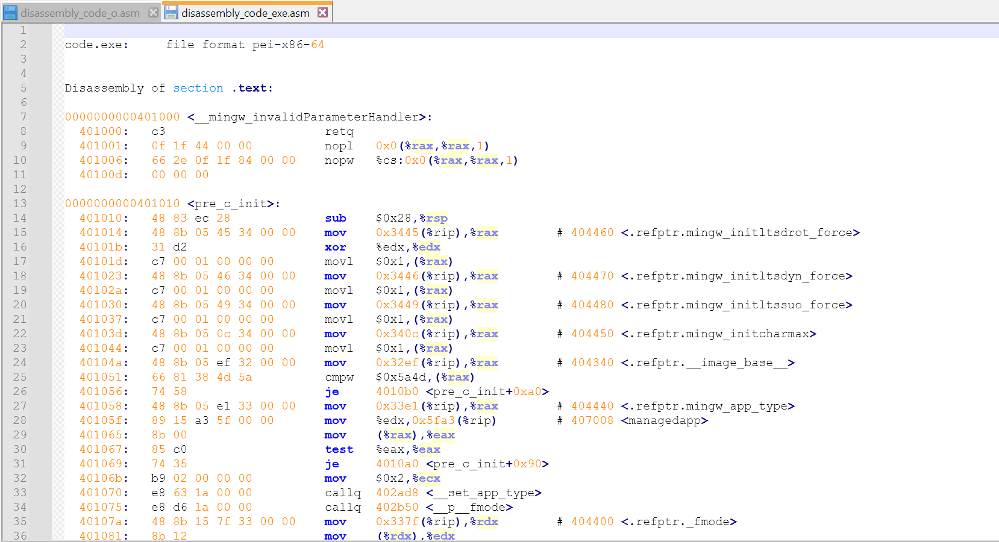 disassembly_code_o.asm disassembly_code_exe.asm
1
2 code.exe:     file format pei-x86-64
3
4
5 Disassembly of section .text:
6
7 0000000000401000 <__mingw_invalidParameterHandler>:
8   401000:   c3                      retq
9   401001:   0f 1f 44 00 00          nopl   0x0(%rax,%rax,1)
10   401006:   66 2e 0f 1f 84 00 00    nopw   %cs:0x0(%rax,%rax,1)
11   40100d:   00 00 00
12
13 0000000000401010 <pre_c_init>:
14   401010:   48 83 ec 28             sub    $0x28,%rsp
15   401014:   48 8b 05 45 34 00 00    mov    0x3445(%rip),%rax        # 404460 <.refptr.mingw_initltsdrot_force>
16   40101b:   31 d2                   xor    %edx,%edx
17   40101d:   c7 00 01 00 00 00       movl   $0x1,(%rax)
18   401023:   48 8b 05 46 34 00 00    mov    0x3446(%rip),%rax        # 404470 <.refptr.mingw_initltsdyn_force>
19   40102a:   c7 00 01 00 00 00       movl   $0x1,(%rax)
20   401030:   48 8b 05 49 34 00 00    mov    0x3449(%rip),%rax        # 404480 <.refptr.mingw_initltssuo_force>
21   401037:   c7 00 01 00 00 00       movl   $0x1,(%rax)
22   40103d:   48 8b 05 0c 34 00 00    mov    0x340c(%rip),%rax        # 404450 <.refptr.mingw_initcharmax>
23   401044:   c7 00 01 00 00 00       movl   $0x1,(%rax)
24   40104a:   48 8b 05 ef 32 00 00    mov    0x32ef(%rip),%rax        # 404340 <.refptr.__image_base__>
25   401051:   66 81 38 4d 5a          cmpw   $0x5a4d,(%rax)
26   401056:   74 58                   je     4010b0 <pre_c_init+0xa0>
27   401058:   48 8b 05 e1 33 00 00    mov    0x33e1(%rip),%rax        # 404440 <.refptr.mingw_app_type>
28   40105f:   89 15 a3 5f 00 00       mov    %edx,0x5fa3(%rip)        # 407008 <managedapp>
29   401065:   8b 00                   mov    (%rax),%eax
30   401067:   85 c0                   test   %eax,%eax
31   401069:   74 35                   je     4010a0 <pre_c_init+0x90>
32   40106b:   b9 02 00 00 00          mov    $0x2,%ecx
33   401070:   e8 63 1a 00 00          callq  402ad8 <__set_app_type>
34   401075:   e8 d6 1a 00 00          callq  402b50 <__p__fmode>
35   40107a:   48 8b 15 7f 33 00 00    mov    0x337f(%rip),%rdx        # 404400 <.refptr._fmode>
36   401081:   8b 12                   mov    (%rdx),%edx